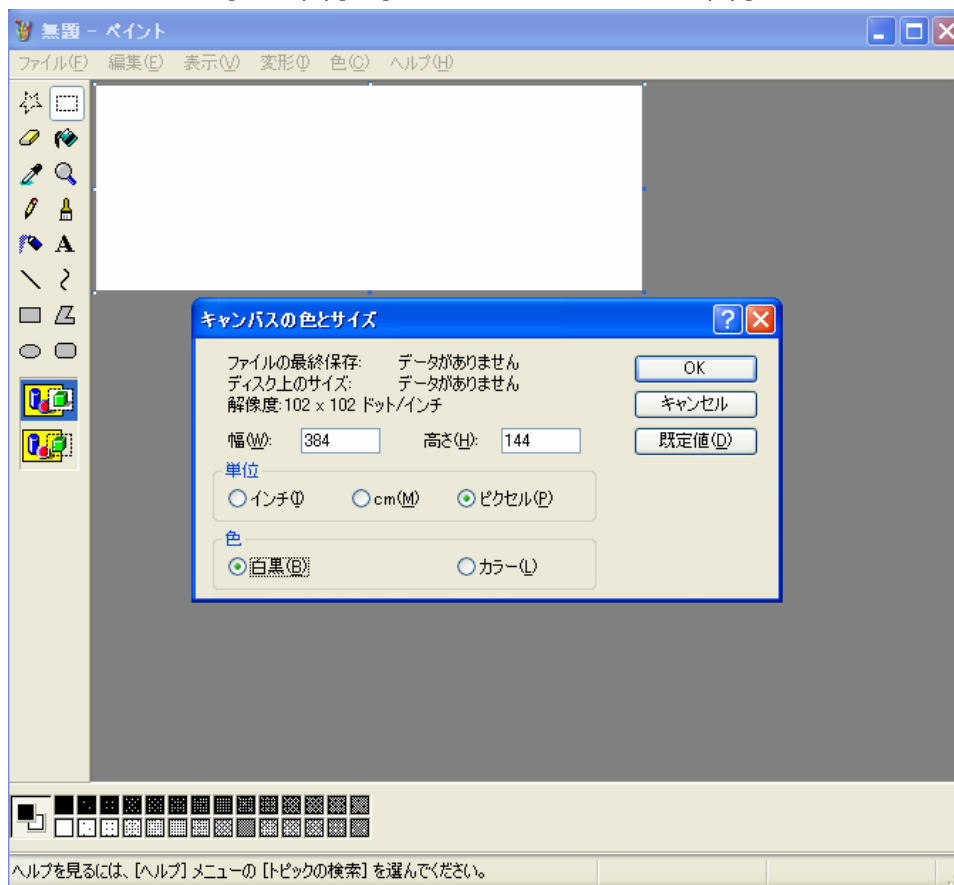 無題 - ペイント
ファイル(F) 編集(E) 表示(V) 変形(I) 色(C) ヘルプ(H)
A
キャンバスの色とサイズ
ファイルの最終保存: データがありません
ディスク上のサイズ: データがありません
解像度:102 x 102 ドット/インチ
幅(W): 384 高さ(H): 144
単位
インチ(I) cm(M) ピクセル(P)
色
白黒(B) カラー(L)
OK
キャンセル
既定値(D)
ヘルプを見るには、[ヘルプ] メニューの [トピックの検索] を選んでください。